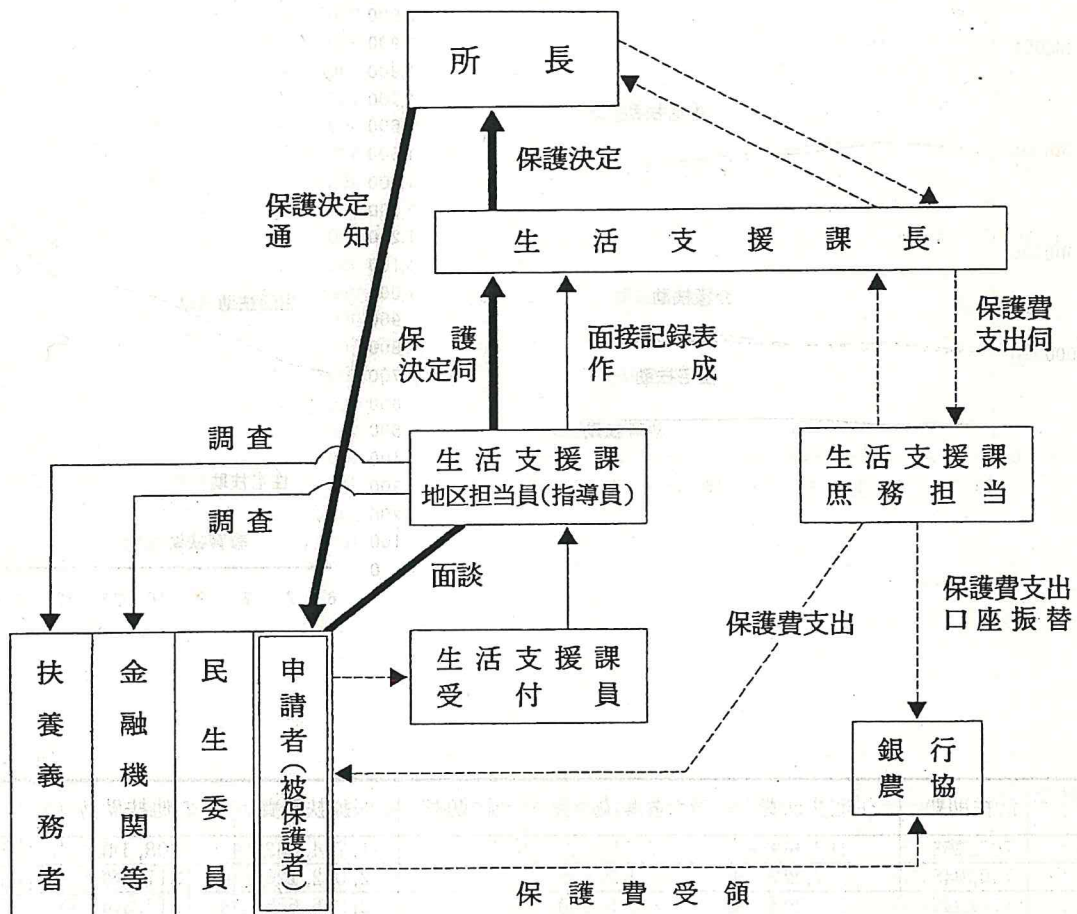 所長
保護決定
保護決定
通知
生活支援課長
保護
決定伺
面接記録表
作成
保護費
支出伺
調査
調査
生活支援課
地区担当員(指導員)
生活支援課
庶務担当
面談
保護費支出
保護費支出
口座振替
生活支援課
受付員
扶養義務者
金融機関等
民生委員
申請者(被保護者)
銀行
農協
保護費受領